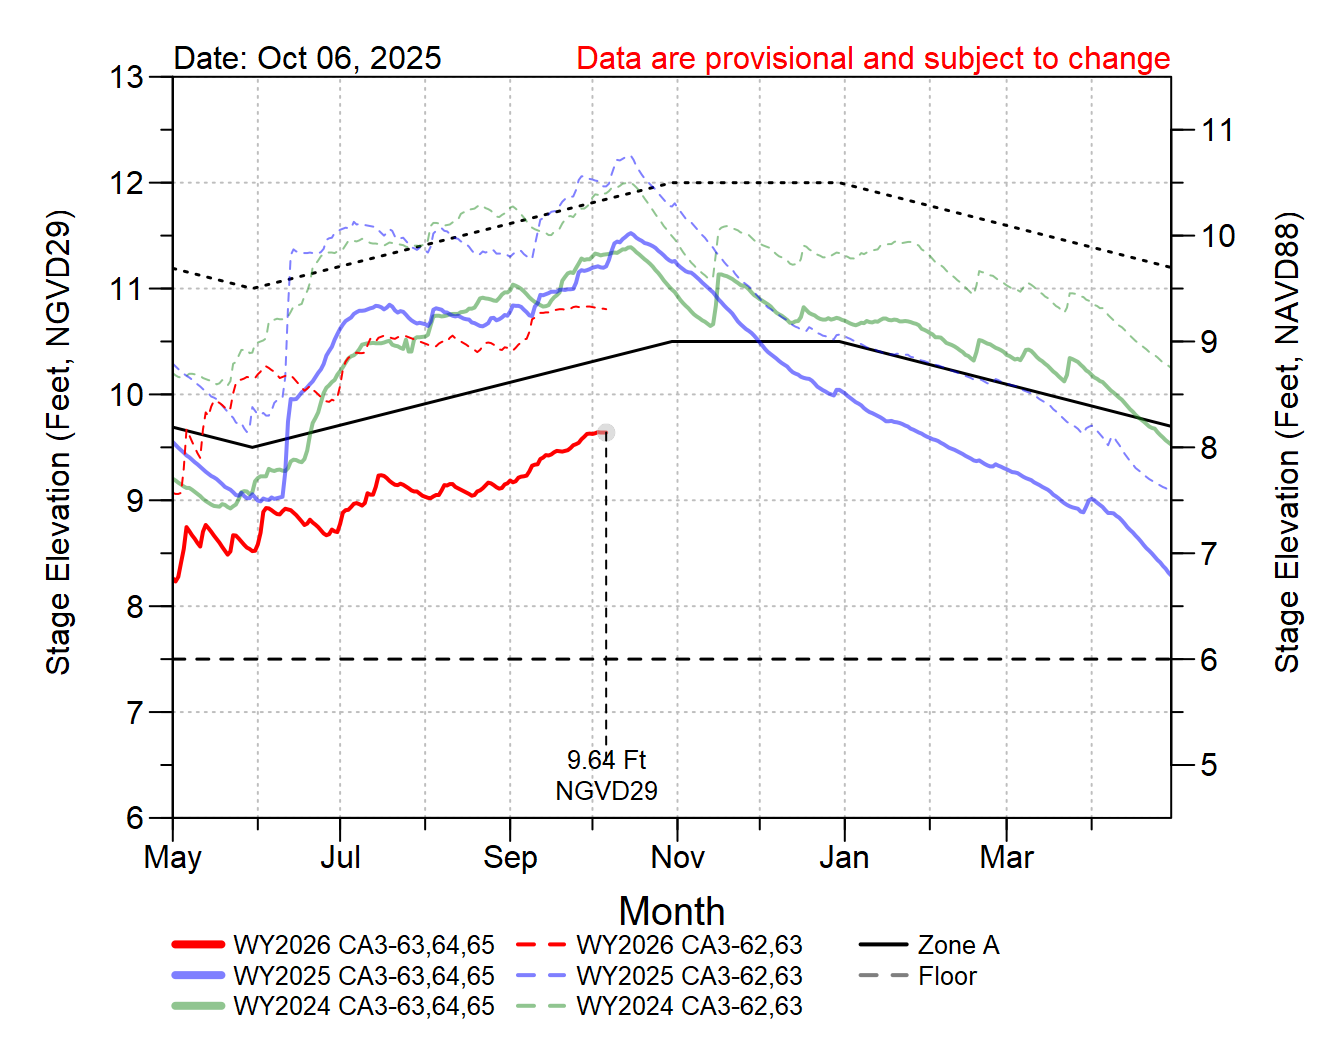 Date: Oct 06, 2025
Data are provisional and subject to change
13
12
11
10
9
8
7
6
11
10
9
8
7
6
5
Stage Elevation (Feet, NGVD29)
Stage Elevation (Feet, NAVD88)
9.64 Ft
NGVD29
May Jul Sep Nov Jan Mar
Month
WY2026 CA3-63,64,65 WY2026 CA3-62,63 Zone A
WY2025 CA3-63,64,65 WY2025 CA3-62,63 Floor
WY2024 CA3-63,64,65 WY2024 CA3-62,63